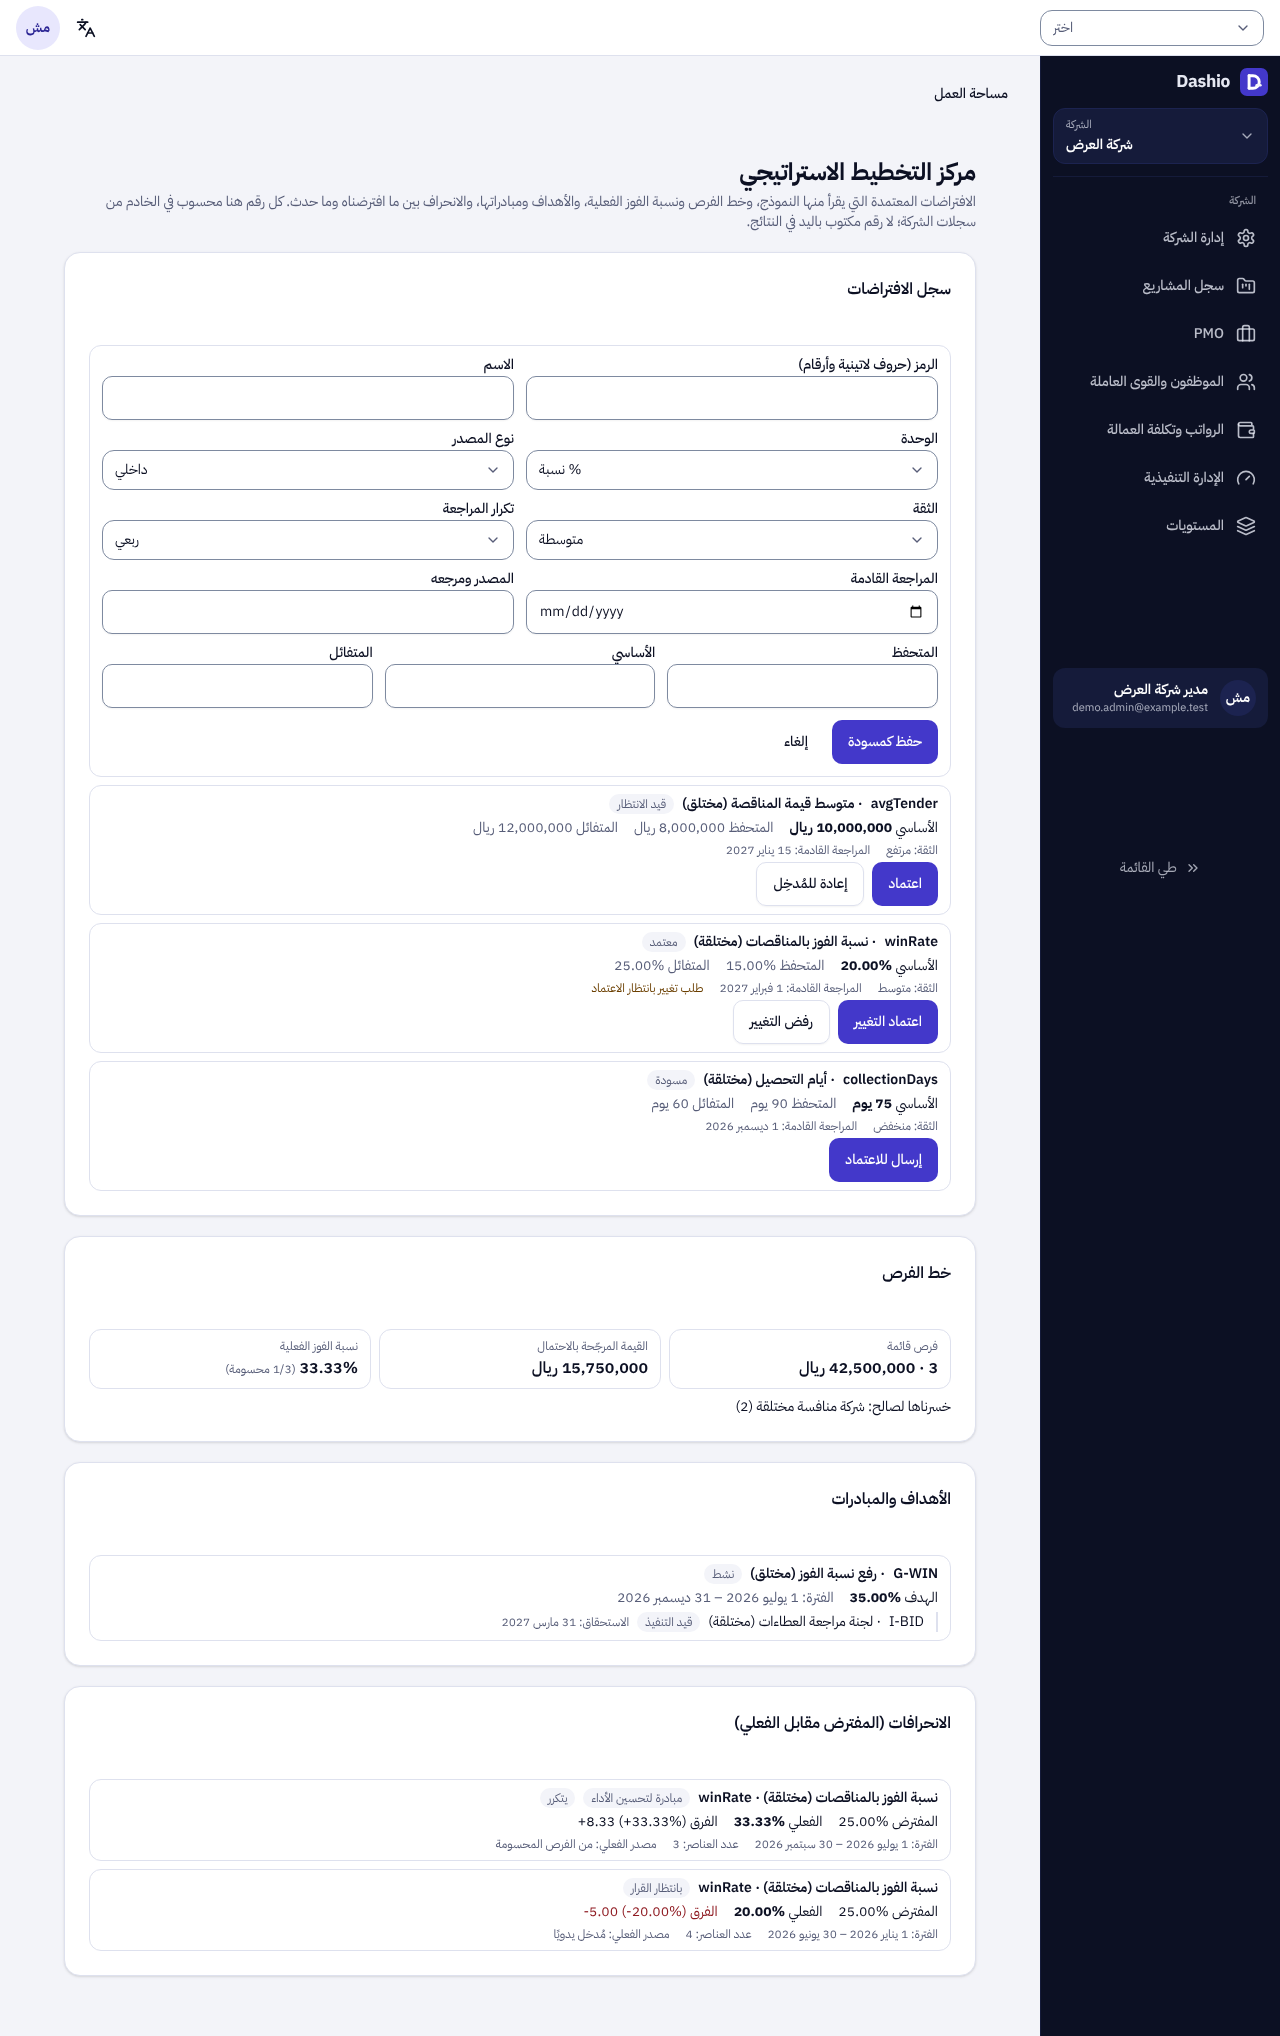 اختر
مش
Dashio
الشركة
شركة العرض
الشركة
إدارة الشركة
سجل المشاريع
PMO
الموظفون والقوى العاملة
الرواتب وتكلفة العمالة
الإدارة التنفيذية
المستويات
مش
مدير شركة العرض
demo.admin@example.test
طي القائمة
مساحة العمل
مركز التخطيط الاستراتيجي
الافتراضات المعتمدة التي يقرأ منها النموذج، وخط الفرص ونسبة الفوز الفعلية، والأهداف ومبادراتها، والانحراف بين ما افترضناه وما حدث. كل رقم هنا محسوب في الخادم من
سجلات الشركة؛ لا رقم مكتوب باليد في النتائج.
سجل الافتراضات
الرمز (حروف لاتينية وأرقام) الاسم
الوحدة نوع المصدر
% نسبة داخلي
الثقة تكرار المراجعة
متوسطة ربعي
المراجعة القادمة المصدر ومرجعه
mm/dd/yyyy
المتحفظ الأساسي المتفائل
حفظ كمسودة إلغاء
avgTender · متوسط قيمة المناقصة (مختلق) قيد الانتظار
الأساسي 10,000,000 ريال المتحفظ 8,000,000 ريال المتفائل 12,000,000 ريال
الثقة: مرتفع المراجعة القادمة: 15 يناير 2027
اعتماد إعادة للمُدخِل
winRate · نسبة الفوز بالمناقصات (مختلقة) معتمد
الأساسي 20.00% المتحفظ 15.00% المتفائل 25.00%
الثقة: متوسط المراجعة القادمة: 1 فبراير 2027 طلب تغيير بانتظار الاعتماد
اعتماد التغيير رفض التغيير
collectionDays · أيام التحصيل (مختلقة) مسودة
الأساسي 75 يوم المتحفظ 90 يوم المتفائل 60 يوم
الثقة: منخفض المراجعة القادمة: 1 ديسمبر 2026
إرسال للاعتماد
خط الفرص
فرص قائمة
3 · 42,500,000 ريال
القيمة المرجّحة بالاحتمال
15,750,000 ريال
نسبة الفوز الفعلية
33.33% (1/3 محسومة)
خسرناها لصالح: شركة منافسة مختلقة (2)
الأهداف والمبادرات
G-WIN · رفع نسبة الفوز (مختلق) نشط
الهدف 35.00% الفترة: 1 يوليو 2026 – 31 ديسمبر 2026
I-BID · لجنة مراجعة العطاءات (مختلقة) قيد التنفيذ الاستحقاق: 31 مارس 2027
الانحرافات (المفترض مقابل الفعلي)
نسبة الفوز بالمناقصات (مختلقة) · winRate مبادرة لتحسين الأداء يتكرر
المفترض 25.00% الفعلي 33.33% الفرق +8.33 (+33.33%)
الفترة: 1 يوليو 2026 – 30 سبتمبر 2026 عدد العناصر: 3 مصدر الفعلي: من الفرص المحسومة
نسبة الفوز بالمناقصات (مختلقة) · winRate بانتظار القرار
المفترض 25.00% الفعلي 20.00% الفرق -5.00 (-20.00%)
الفترة: 1 يناير 2026 – 30 يونيو 2026 عدد العناصر: 4 مصدر الفعلي: مُدخل يدويًا